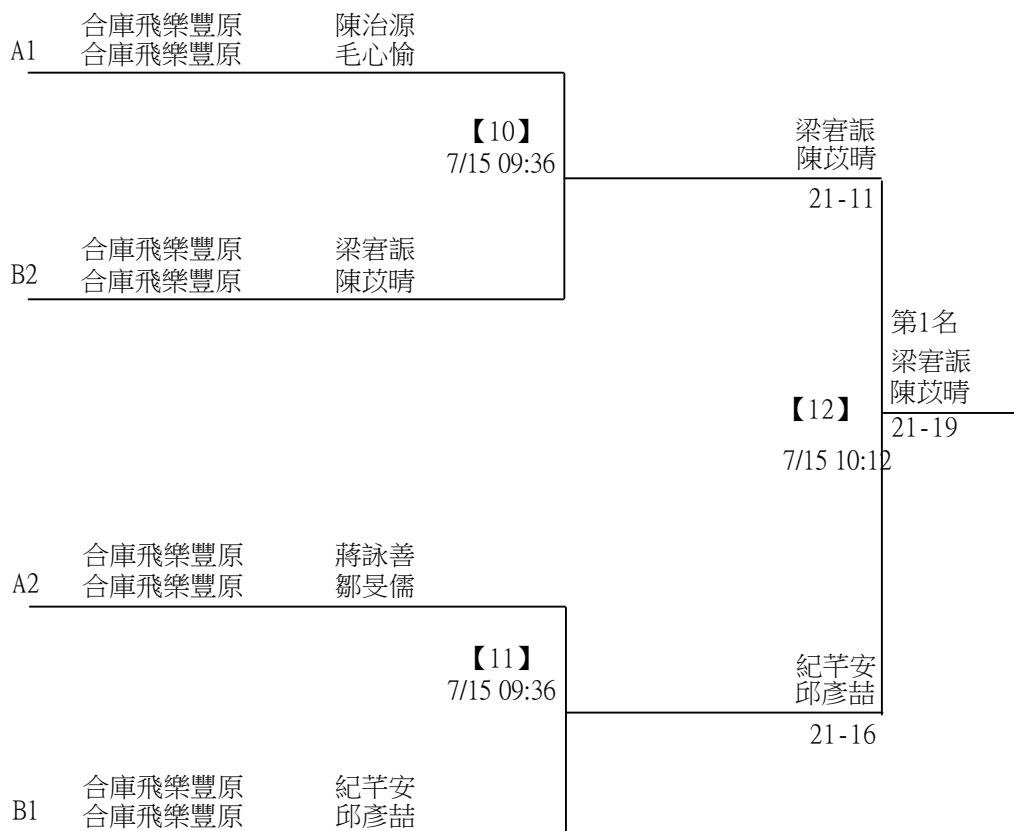 合庫飛樂豐原 陳治源
A1 合庫飛樂豐原 毛心愉
【10】
7/15 09:36
梁宭誫
陳苡晴
21-11
合庫飛樂豐原 梁宭誫
B2 合庫飛樂豐原 陳苡晴
第1名
梁宭誫
陳苡晴
【12】
21-19
7/15 10:12
合庫飛樂豐原 蔣詠善
A2 合庫飛樂豐原 鄒旻儒
【11】
7/15 09:36
紀芊安
邱彥喆
21-16
合庫飛樂豐原 紀芊安
B1 合庫飛樂豐原 邱彥喆